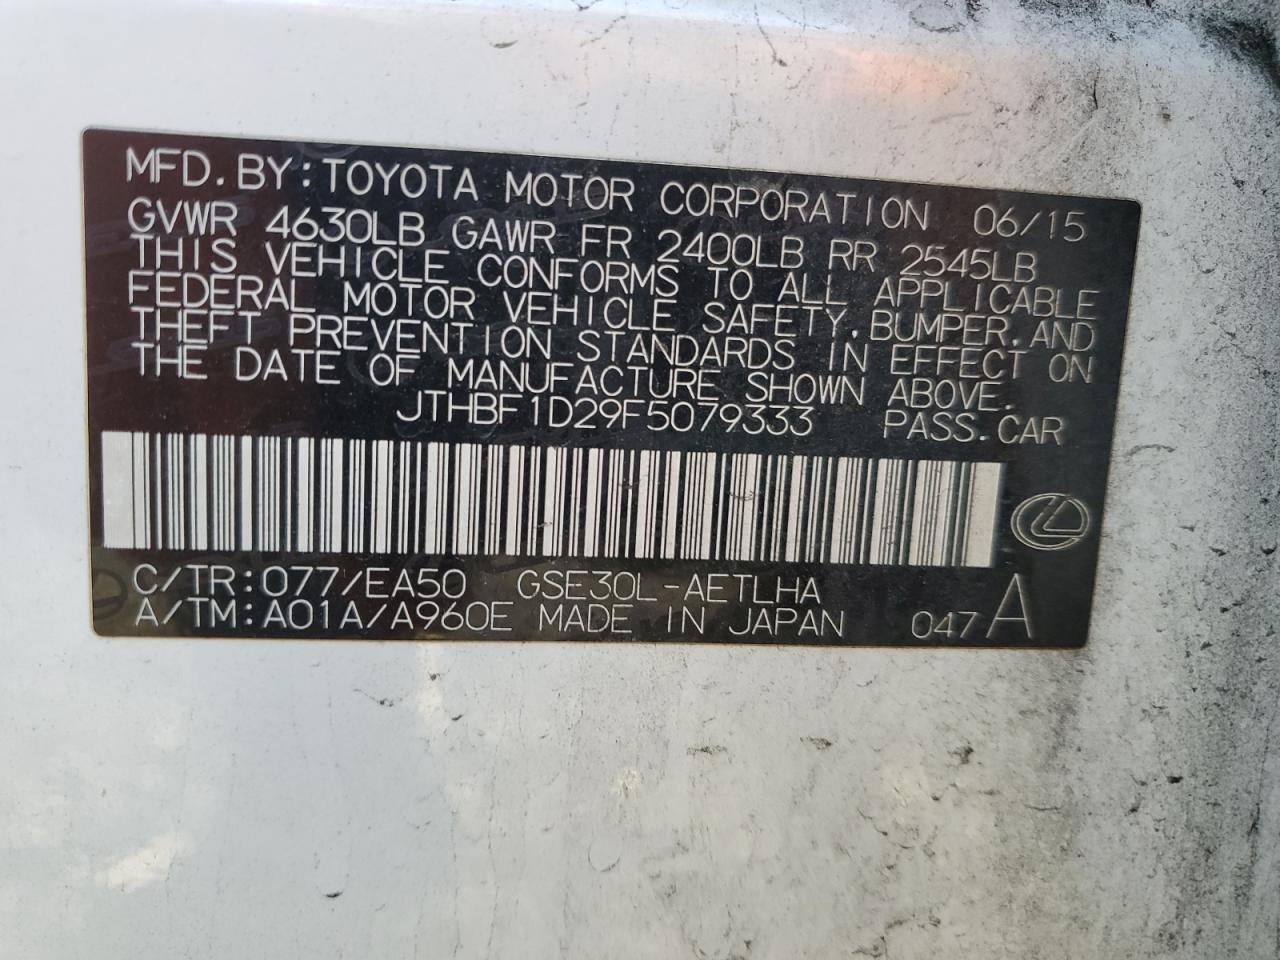 MFD. BY: TOYOTA MOTOR CORPORATION 06/15
GVWR 4630LB GAWR FR 2400LB RR 2545LB
THIS VEHICLE CONFORMS TO ALL APPLICABLE
FEDERAL MOTOR VEHICLE SAFETY, BUMPER, AND
THEFT PREVENTION STANDARDS IN EFFECT ON
THE DATE OF MANUFACTURE SHOWN ABOVE.
JTHBF1D29F5079333 PASS. CAR
C/TR: 077/EA50 GSE30L-AETLHA
A/TM: A01A/A960E MADE IN JAPAN 047 A